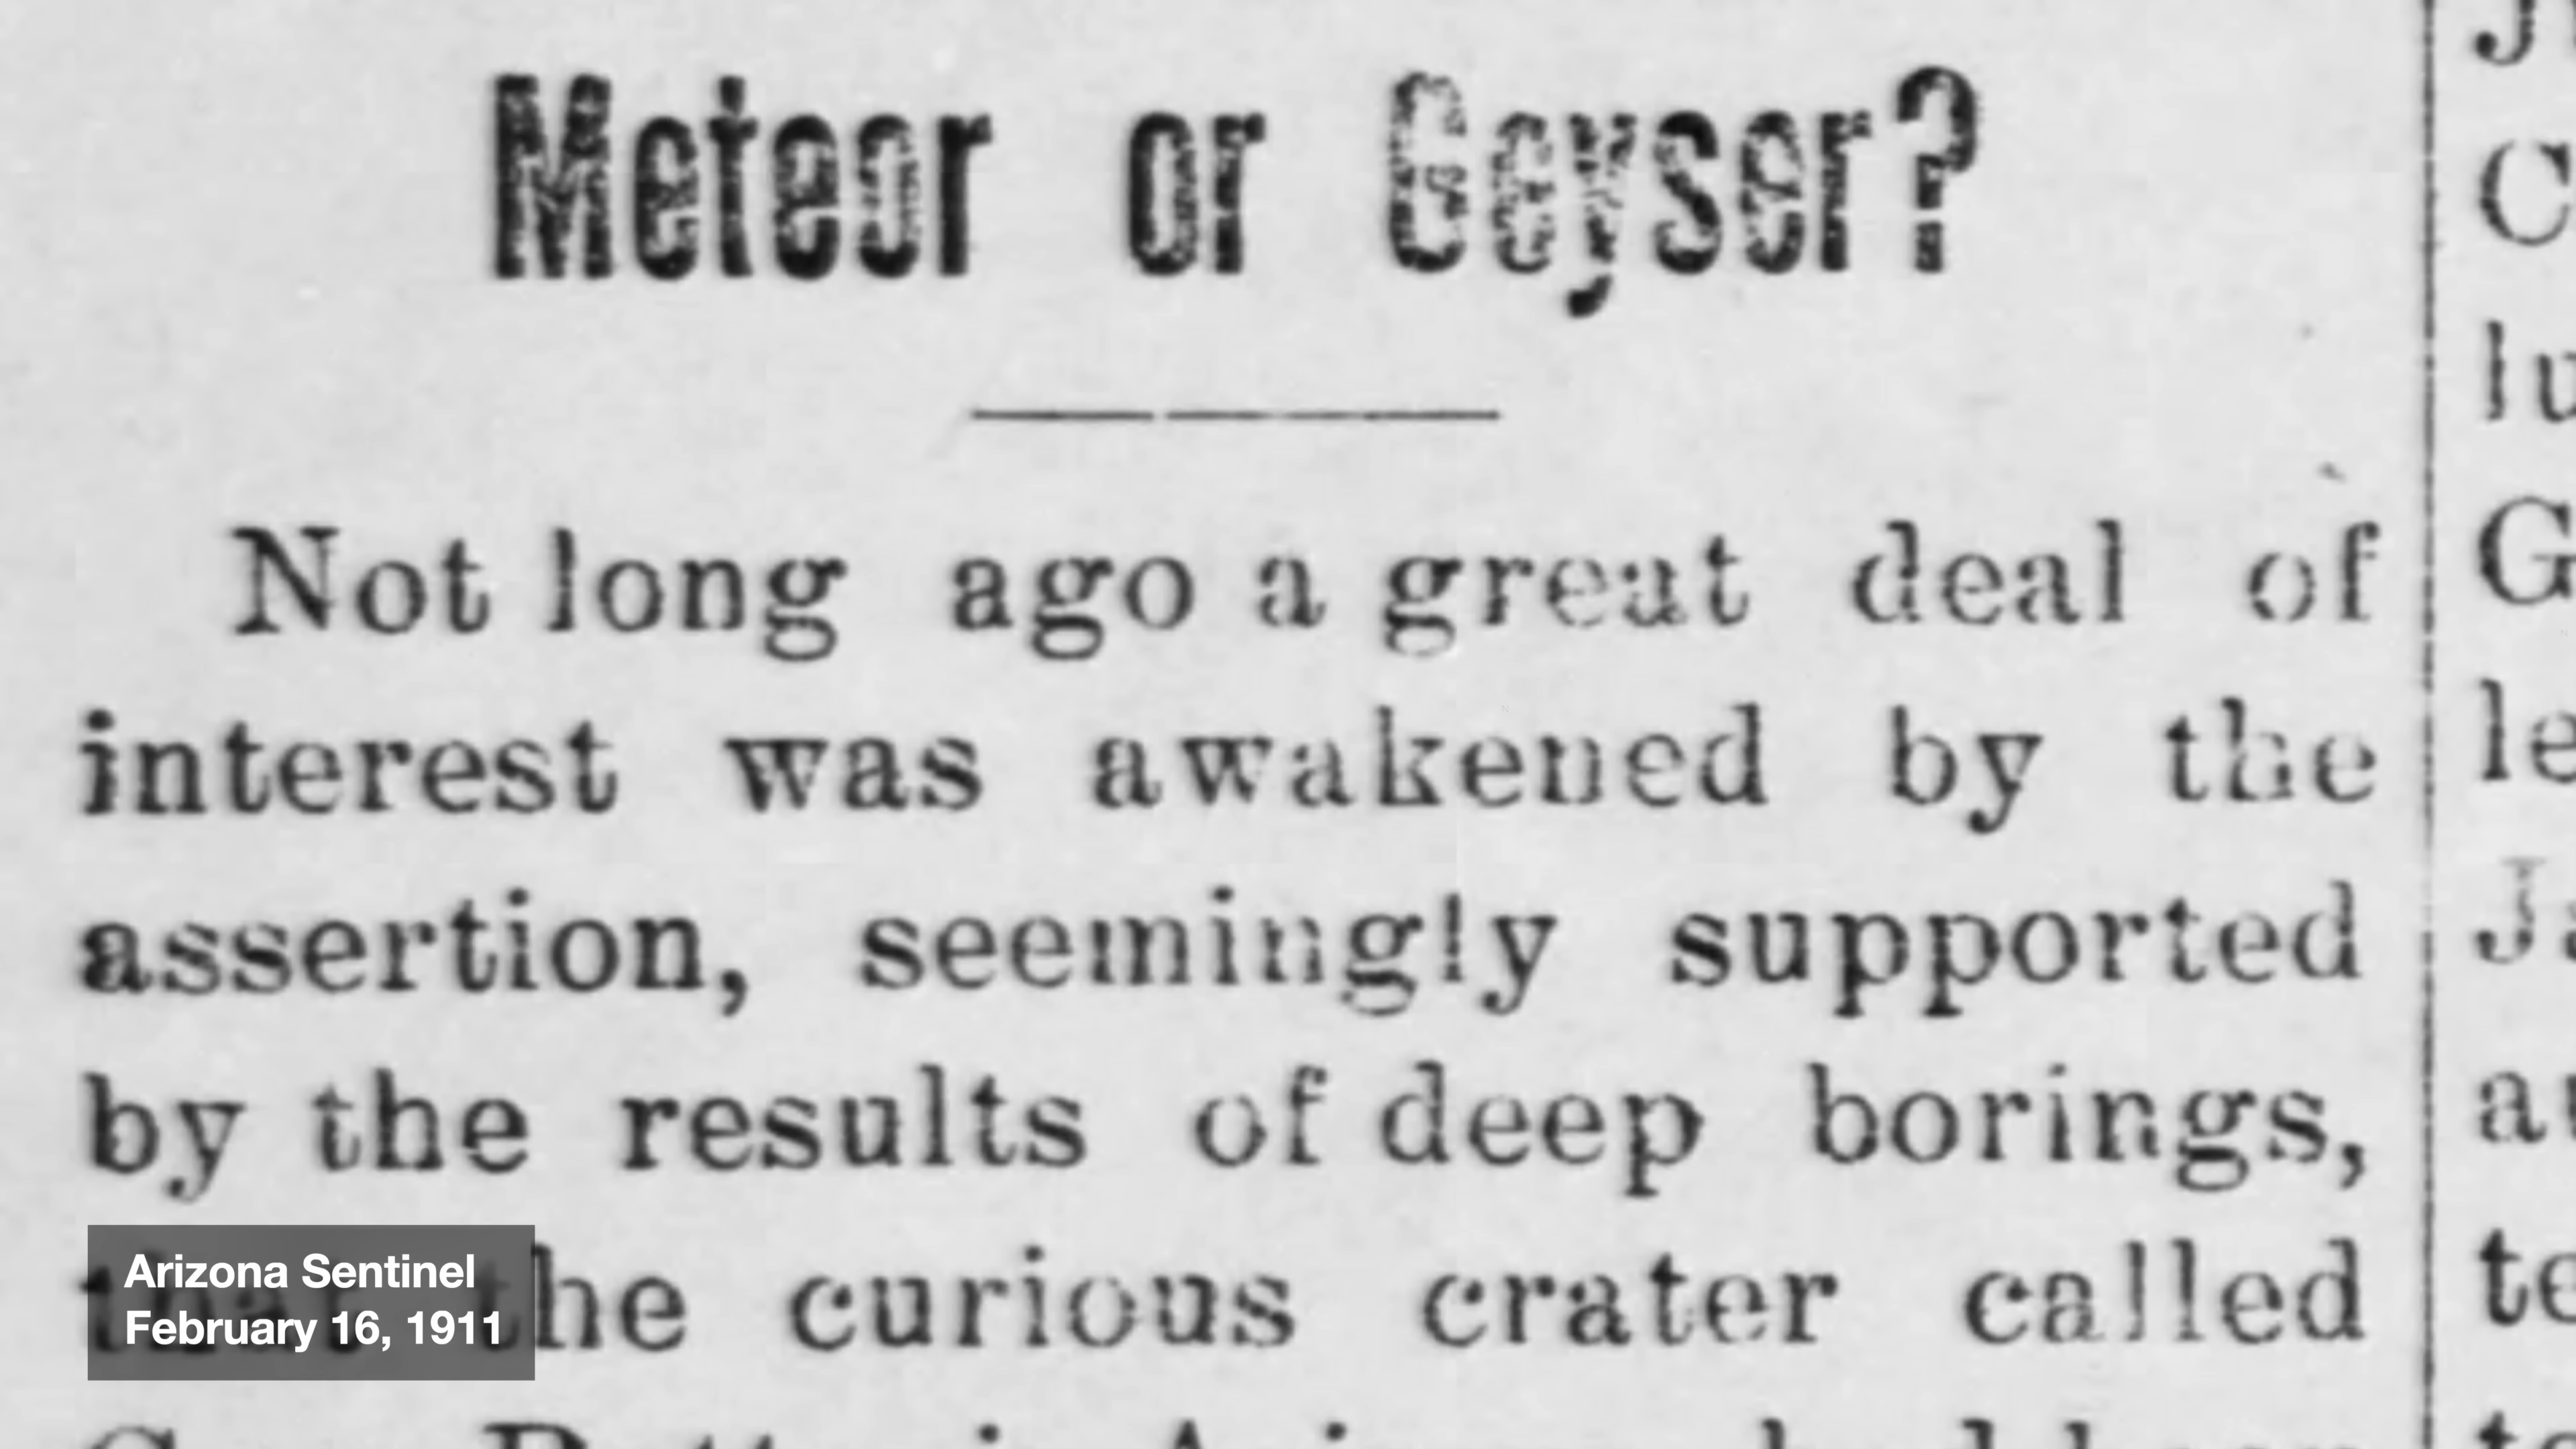 Meteor or Geyser?
Not long ago a great deal of
interest was awakened by the
assertion, seemingly supported
by the results of deep borings,
that the curious crater called
Arizona Sentinel
February 16, 1911